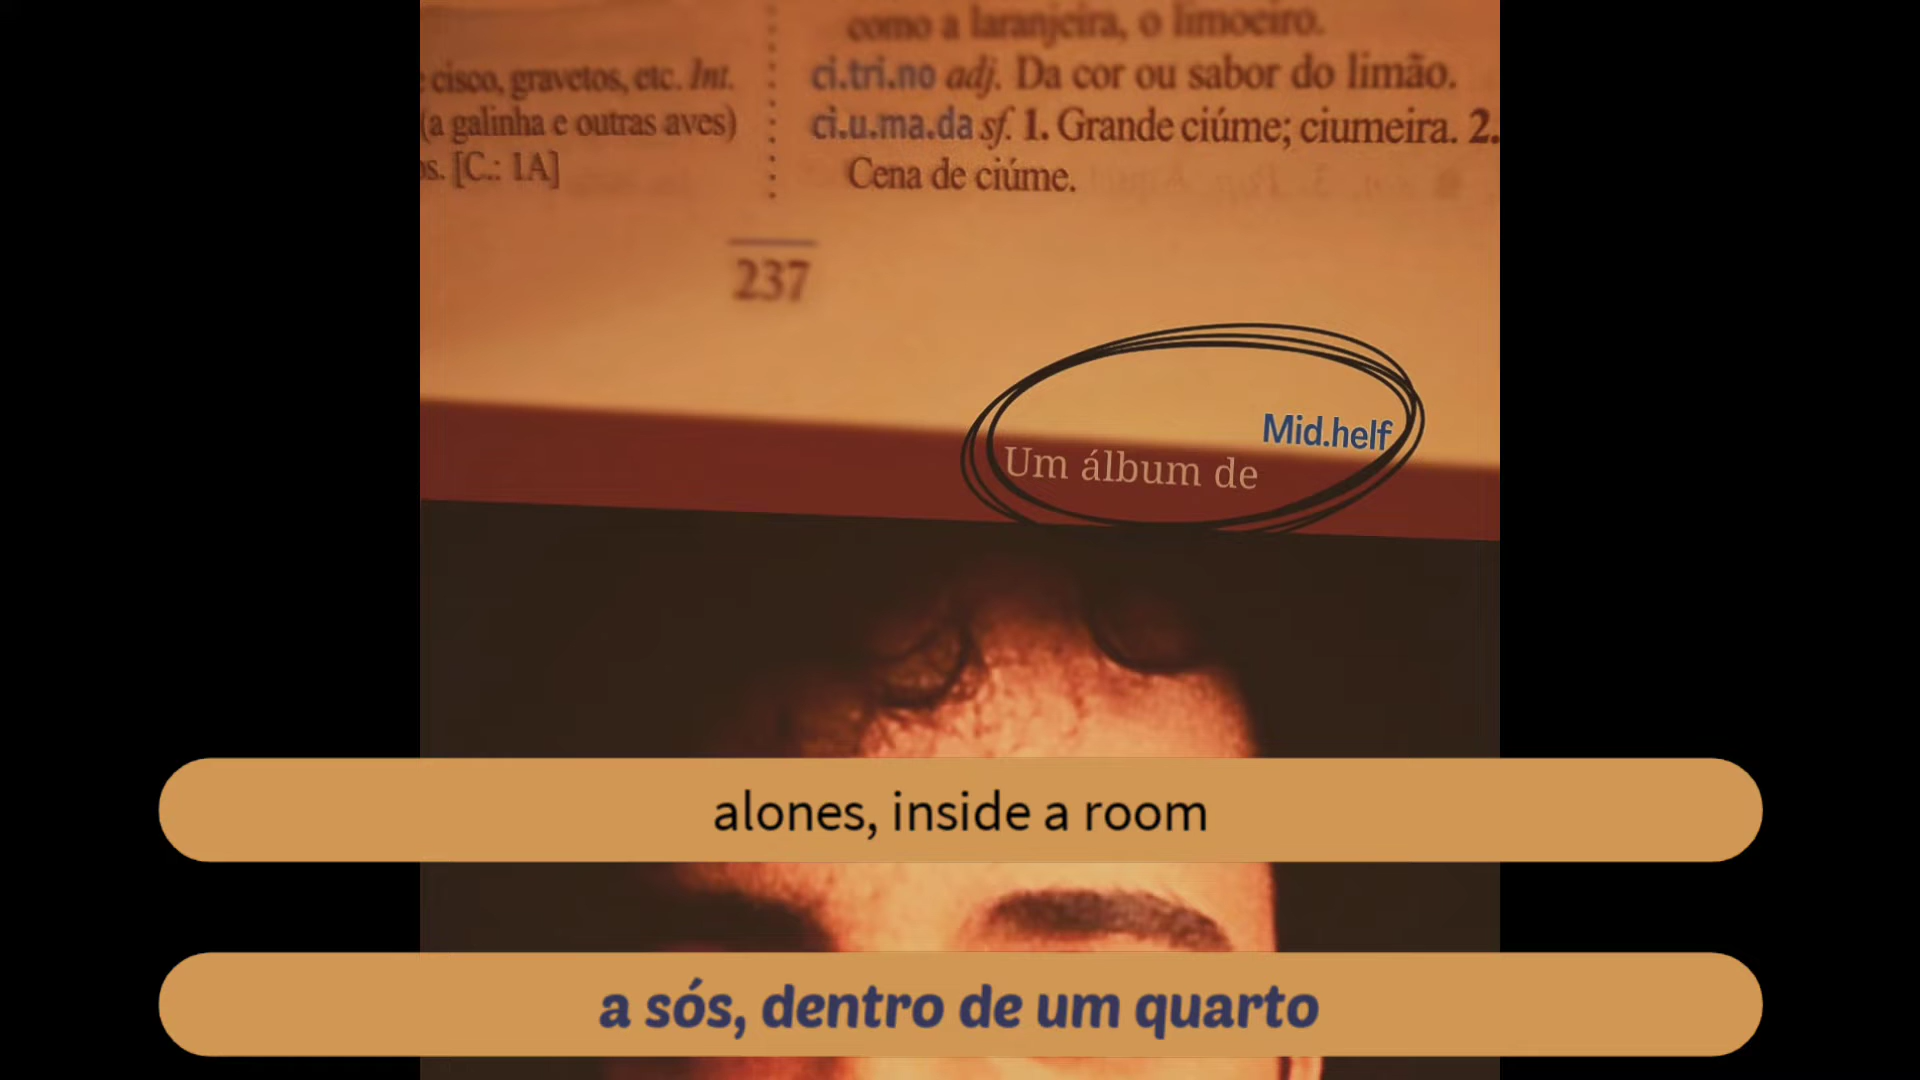 como a laranjeira, o limoeiro.
cisco, gravetos, etc. Int.
(a galinha e outras aves)
os. [C.: 1A]
ci.tri.no adj. Da cor ou sabor do limão.
ci.u.ma.da sf. 1. Grande ciúme; ciumeira. 2.
Cena de ciúme.
237
Mid.helf
Um álbum de
alones, inside a room
a sós, dentro de um quarto